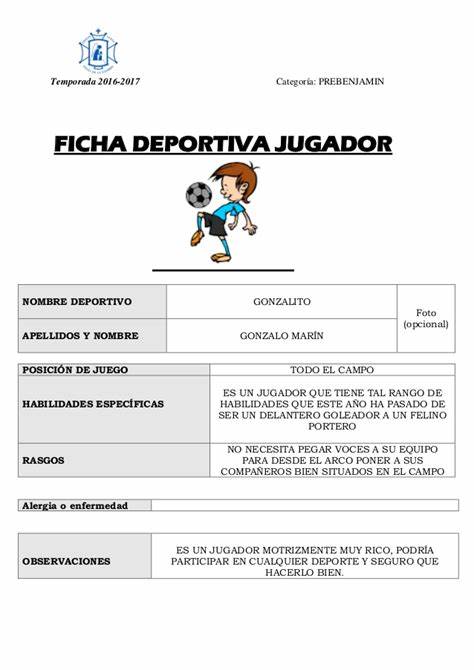 Temporada 2016-2017
Categoría: PREBENJAMIN
FICHA DEPORTIVA JUGADOR
NOMBRE DEPORTIVO
GONZALITO
Foto
(opcional)
APELLIDOS Y NOMBRE
GONZALO MARÍN
POSICIÓN DE JUEGO
TODO EL CAMPO
HABILIDADES ESPECÍFICAS
ES UN JUGADOR QUE TIENE TAL RANGO DE
HABILIDADES QUE ESTE AÑO HA PASADO DE
SER UN DELANTERO GOLEADOR A UN FELINO
PORTERO
RASGOS
NO NECESITA PEGAR VOCES A SU EQUIPO
PARA DESDE EL ARCO PONER A SUS
COMPAÑEROS BIEN SITUADOS EN EL CAMPO
Alergia o enfermedad
OBSERVACIONES
ES UN JUGADOR MOTRIZMENTE MUY RICO, PODRÍA
PARTICIPAR EN CUALQUIER DEPORTE Y SEGURO QUE
HACERLO BIEN.